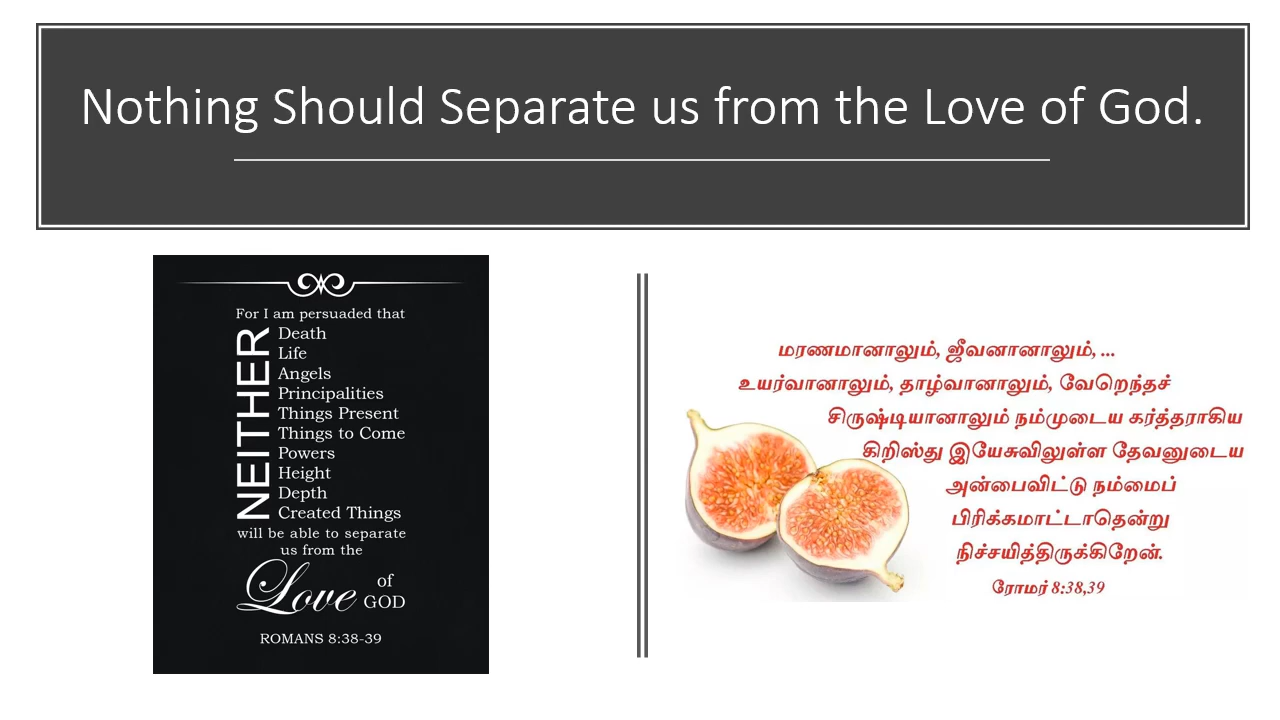 Nothing Should Separate us from the Love of God.
For I am persuaded that
NEITHER
Death
Life
Angels
Principalities
Things Present
Things to Come
Powers
Height
Depth
Created Things
will be able to separate
us from the
Love of GOD
ROMANS 8:38-39
மரணமானாலும், ஜீவனானாலும், ...
உயர்வானாலும், தாழ்வானாலும், வேறெந்தச்
சிருஷ்டியானாலும் நம்முடைய கர்த்தராகிய
கிறிஸ்து இயேசுவிலுள்ள தேவனுடைய
அன்பைவிட்டு நம்மைப்
பிரிக்கமாட்டாதென்று
நிச்சயித்திருக்கிறேன்.
ரோமர் 8:38,39